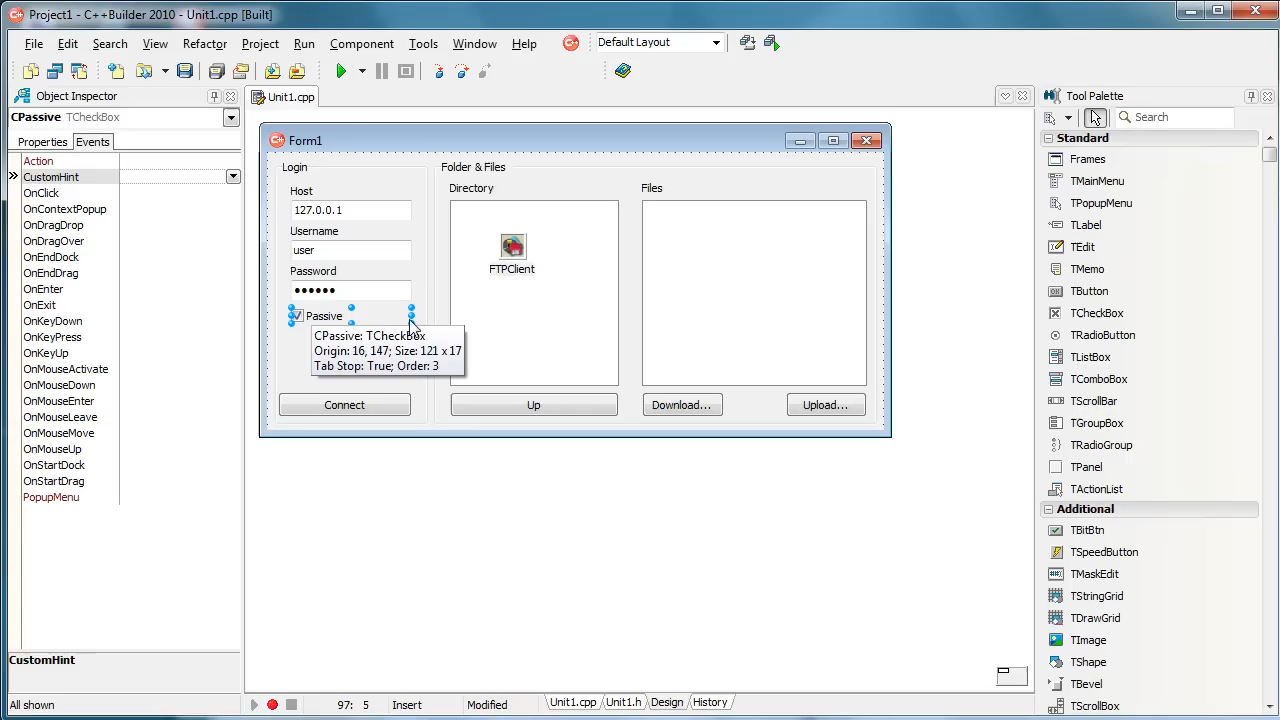 Project1 - C++Builder 2010 - Unit1.cpp [Built]
File Edit Search View Refactor Project Run Component Tools Window Help
Default Layout
Object Inspector
CPassive TCheckBox
Properties Events
Action
CustomHint
OnClick
OnContextPopup
OnDragDrop
OnDragOver
OnEndDock
OnEndDrag
OnEnter
OnExit
OnKeyDown
OnKeyPress
OnKeyUp
OnMouseActivate
OnMouseDown
OnMouseEnter
OnMouseLeave
OnMouseMove
OnMouseUp
OnStartDock
OnStartDrag
PopupMenu
CustomHint
All shown
Unit1.cpp
Form1
Login
Host
127.0.0.1
Username
user
Password
Passive
CPassive: TCheckBox
Origin: 16, 147; Size: 121 x 17
Tab Stop: True; Order: 3
Connect
Folder & Files
Directory
FTPClient
Up
Files
Download...
Upload...
97: 5
Insert
Modified
Unit1.cpp
Unit1.h
Design
History
Tool Palette
Search
Standard
Frames
TMainMenu
TPopupMenu
TLabel
TEdit
TMemo
TButton
TCheckBox
TRadioButton
TListBox
TComboBox
TScrollBar
TGroupBox
TRadioGroup
TPanel
TActionList
Additional
TBitBtn
TSpeedButton
TMaskEdit
TStringGrid
TDrawGrid
TImage
TShape
TBevel
TScrollBox